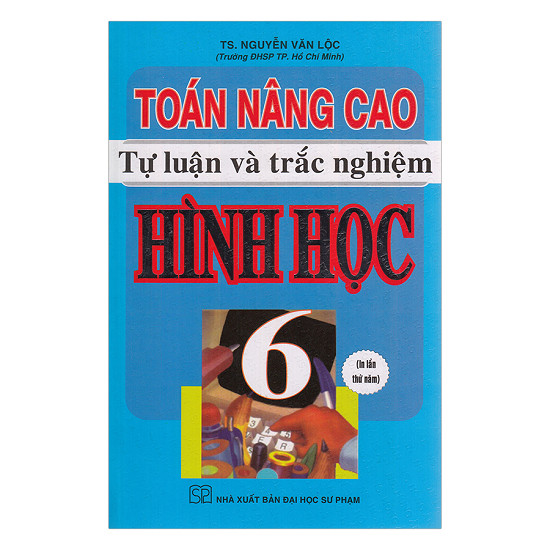 TS. NGUYỄN VĂN LỘC
(Trường ĐHSP TP. Hồ Chí Minh)
TOÁN NÂNG CAO
Tự luận và trắc nghiệm
HÌNH HỌC
6
(In lần
thứ năm)
NHÀ XUẤT BẢN ĐẠI HỌC SƯ PHẠM